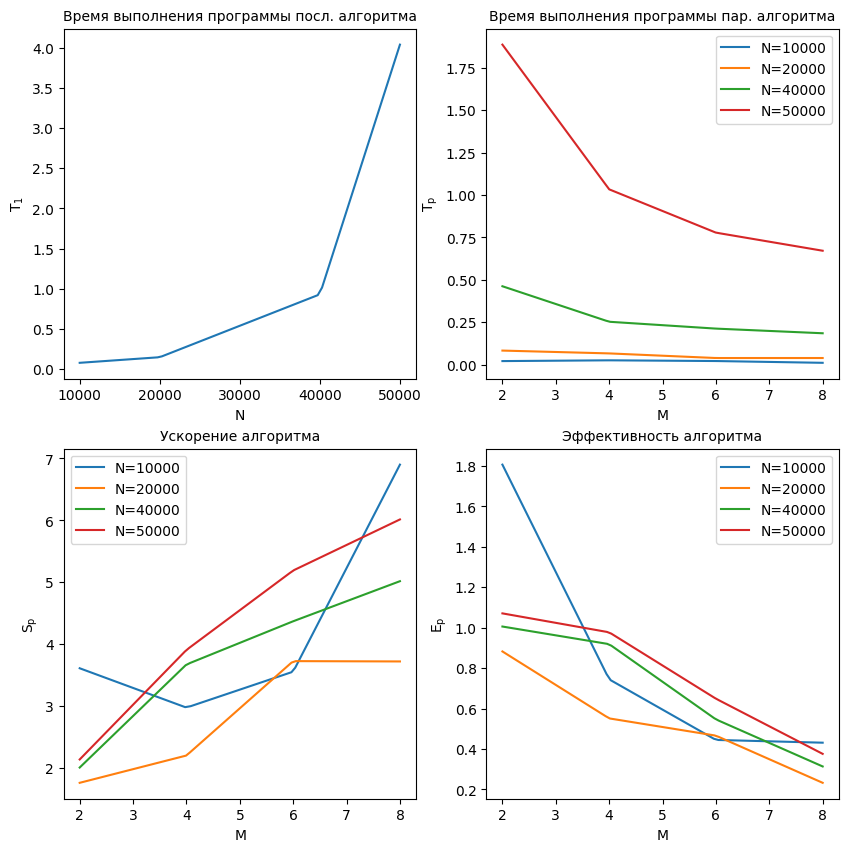 Время выполнения программы посл. алгоритма
4.0
3.5
3.0
2.5
2.0
1.5
1.0
0.5
0.0
T1
10000 20000 30000 40000 50000
N
Время выполнения программы пар. алгоритма
N=10000
N=20000
N=40000
N=50000
1.75
1.50
1.25
1.00
0.75
0.50
0.25
0.00
Tp
2 3 4 5 6 7 8
M
Ускорение алгоритма
N=10000
N=20000
N=40000
N=50000
7
6
5
4
3
2
Sp
2 3 4 5 6 7 8
M
Эффективность алгоритма
N=10000
N=20000
N=40000
N=50000
1.8
1.6
1.4
1.2
1.0
0.8
0.6
0.4
0.2
Ep
2 3 4 5 6 7 8
M